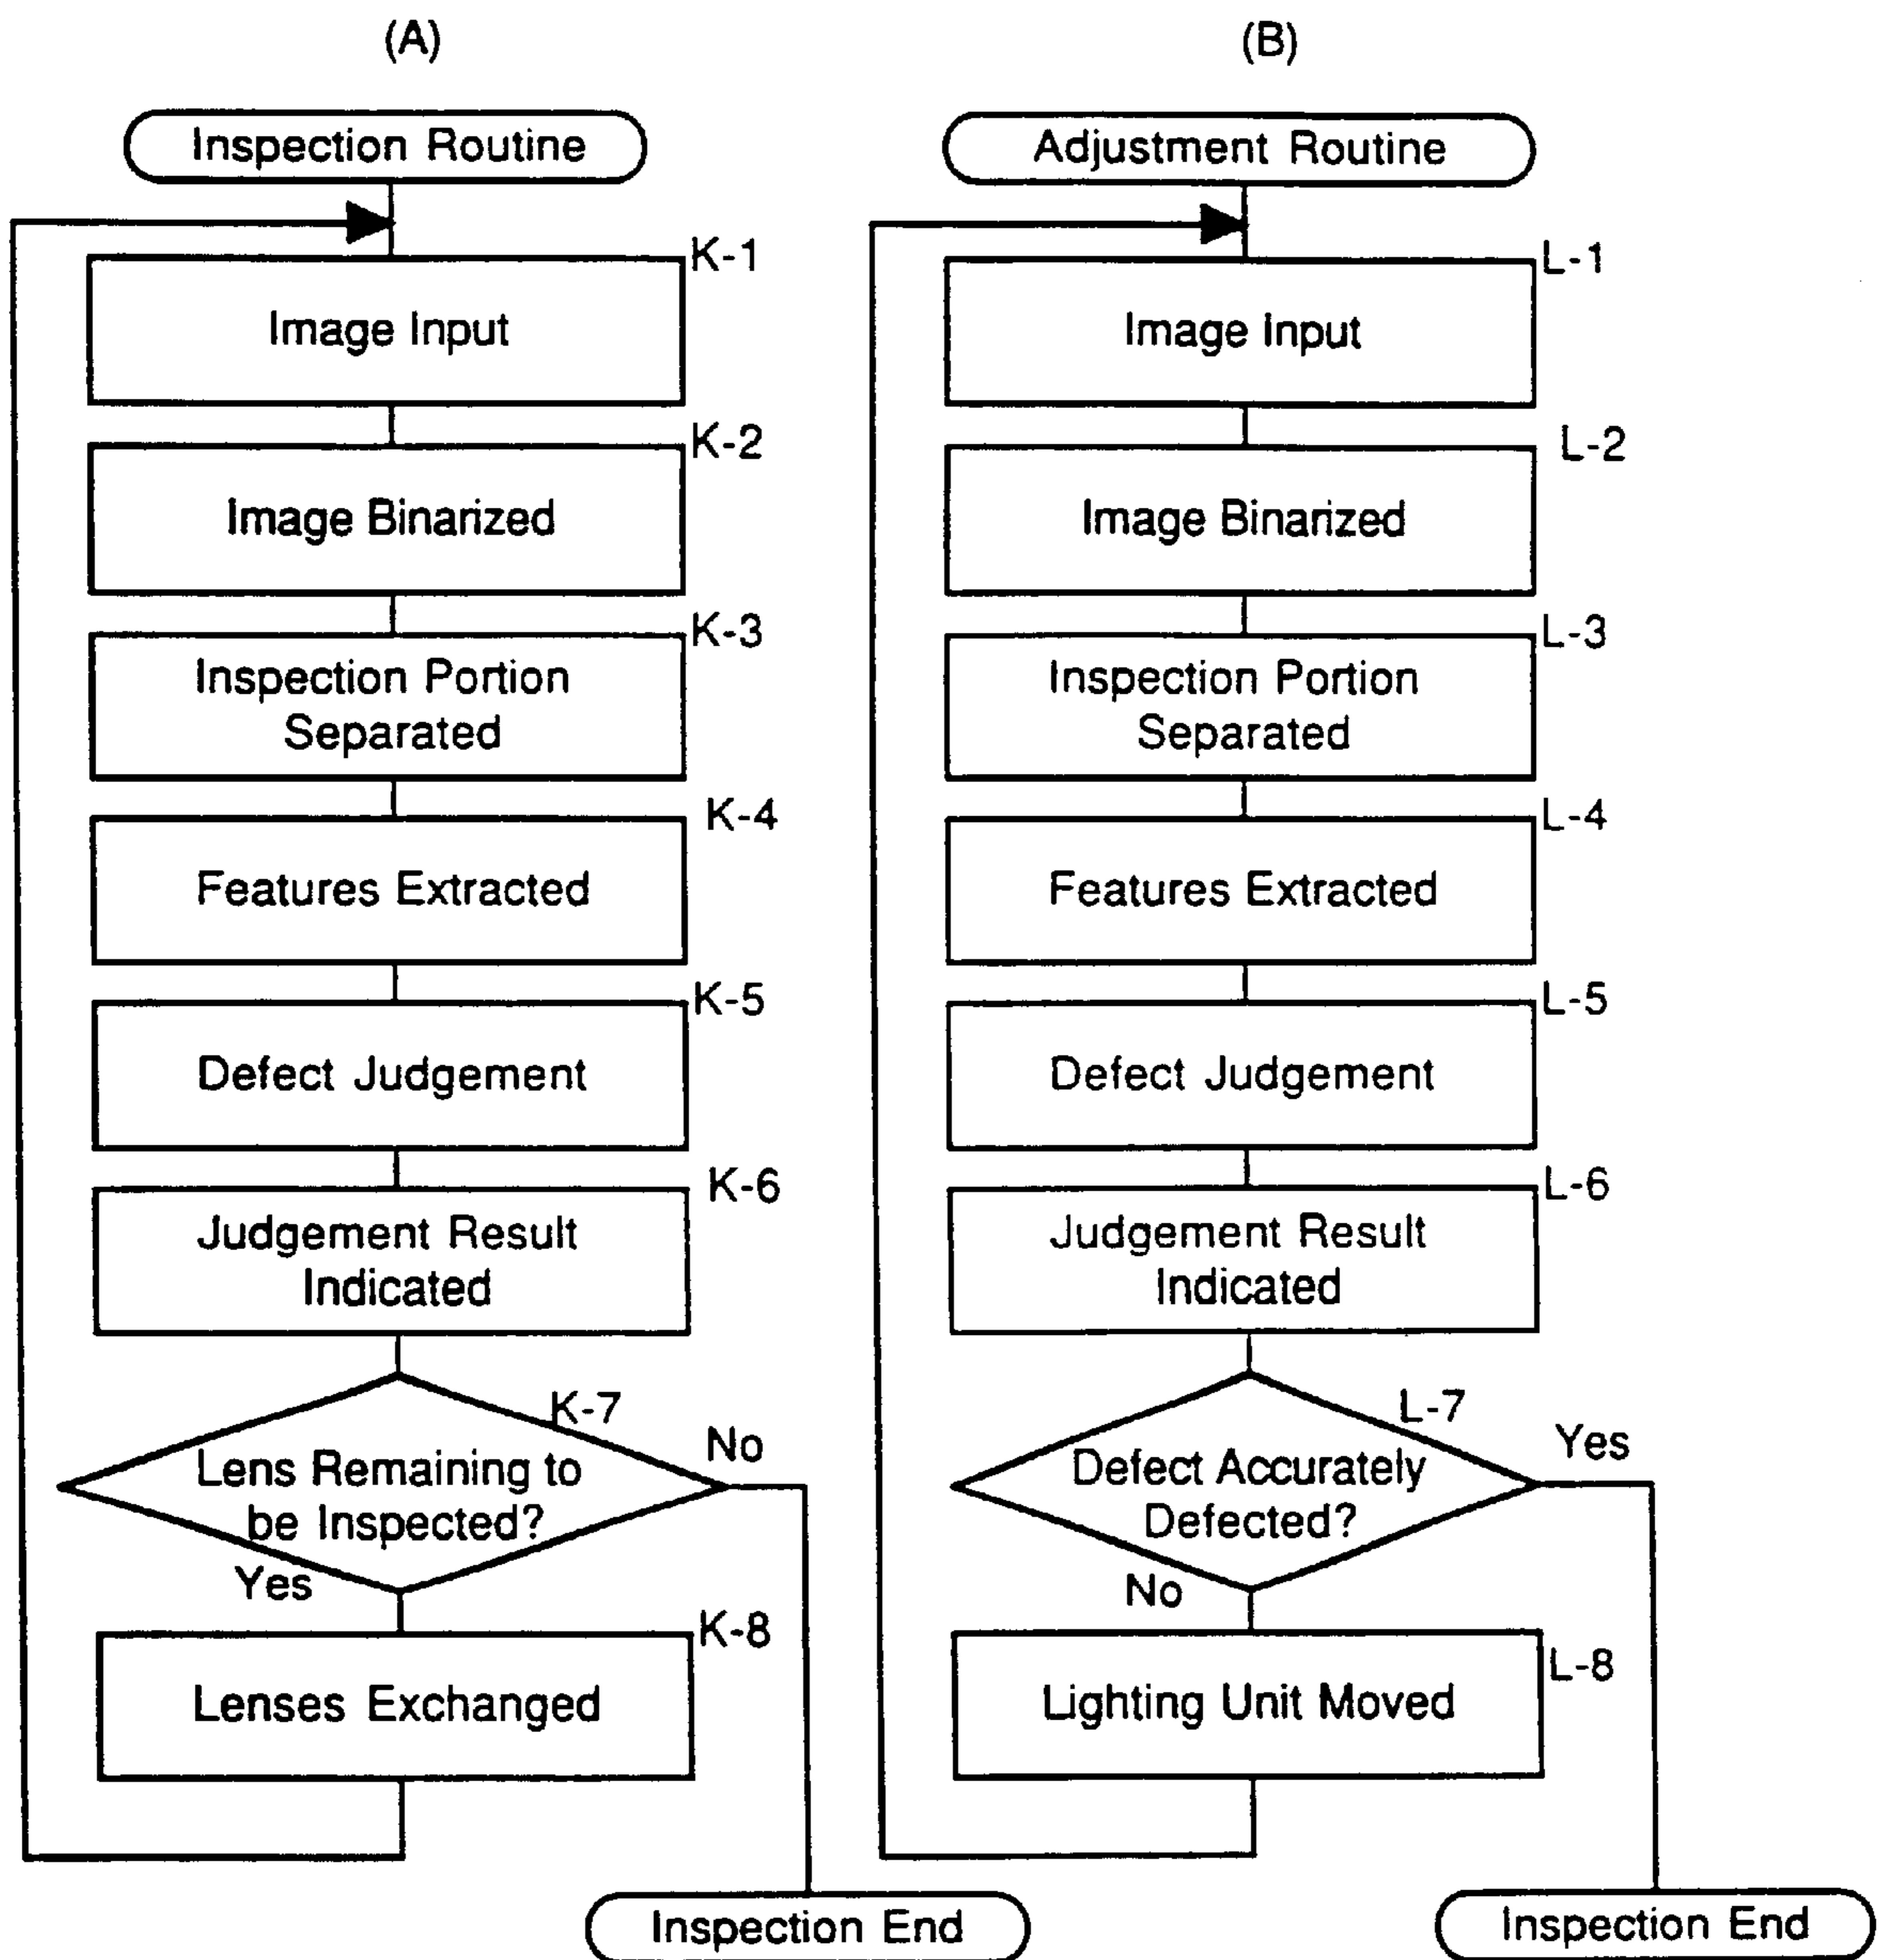 (A)
Inspection Routine
K-1
Image Input
K-2
Image Binarized
K-3
Inspection Portion
Separated
K-4
Features Extracted
K-5
Defect Judgement
K-6
Judgement Result
Indicated
K-7
Lens Remaining to
be Inspected?
No
Yes
K-8
Lenses Exchanged
Inspection End
(B)
Adjustment Routine
L-1
Image Input
L-2
Image Binarized
L-3
Inspection Portion
Separated
L-4
Features Extracted
L-5
Defect Judgement
L-6
Judgement Result
Indicated
L-7
Defect Accurately
Defected?
Yes
No
L-8
Lighting Unit Moved
Inspection End